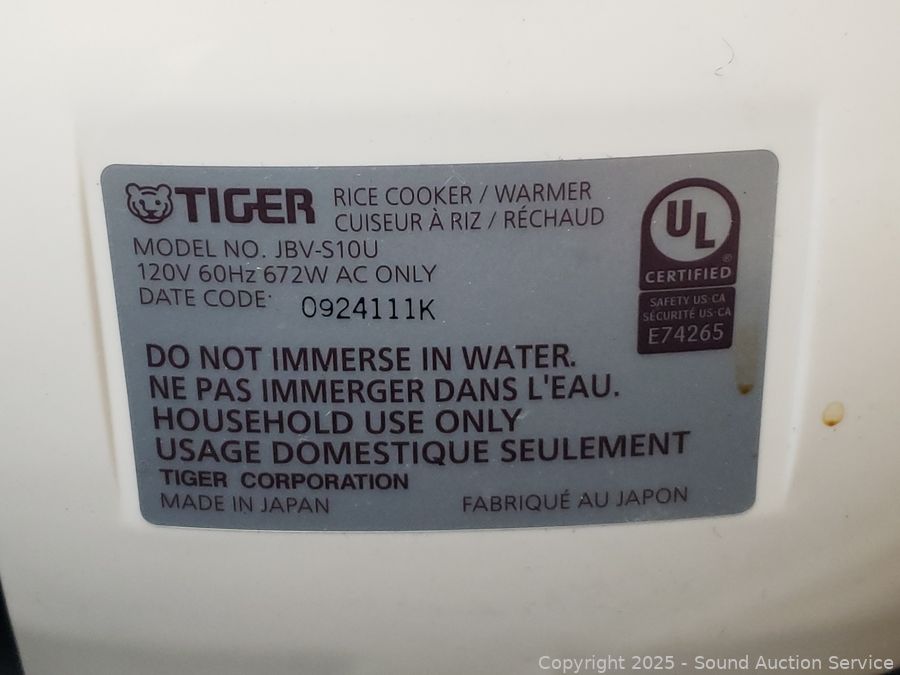 TIGER
RICE COOKER / WARMER
CUISEUR À RIZ / RÉCHAUD
MODEL NO. JBV-S10U
120V 60Hz 672W AC ONLY
DATE CODE: 0924111K
UL
®
CERTIFIED
SAFETY US·CA
SÉCURITÉ US·CA
E74265
DO NOT IMMERSE IN WATER.
NE PAS IMMERGER DANS L'EAU.
HOUSEHOLD USE ONLY
USAGE DOMESTIQUE SEULEMENT
TIGER CORPORATION
MADE IN JAPAN
FABRIQUÉ AU JAPON
Copyright © 2025 - Sound Auction Service